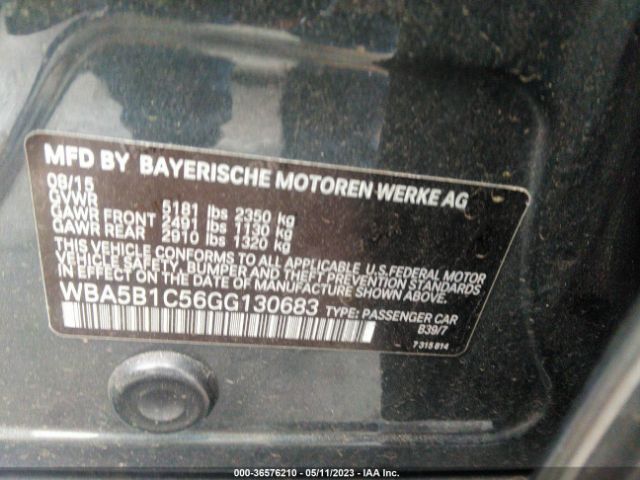 MFD BY BAYERISCHE MOTOREN WERKE AG
08/15
GVWR 5181 lbs 2350 kg
GAWR FRONT 2491 lbs 1130 kg
GAWR REAR 2910 lbs 1320 kg
THIS VEHICLE CONFORMS TO ALL APPLICABLE U.S. FEDERAL MOTOR
VEHICLE SAFETY, BUMPER AND THEFT PREVENTION STANDARDS
IN EFFECT ON THE DATE OF MANUFACTURE SHOWN ABOVE.
WBA5B1C56GG130683 TYPE: PASSENGER CAR
B39/7
7 315 814
000-36576210 - 05/11/2023 - IAA Inc.